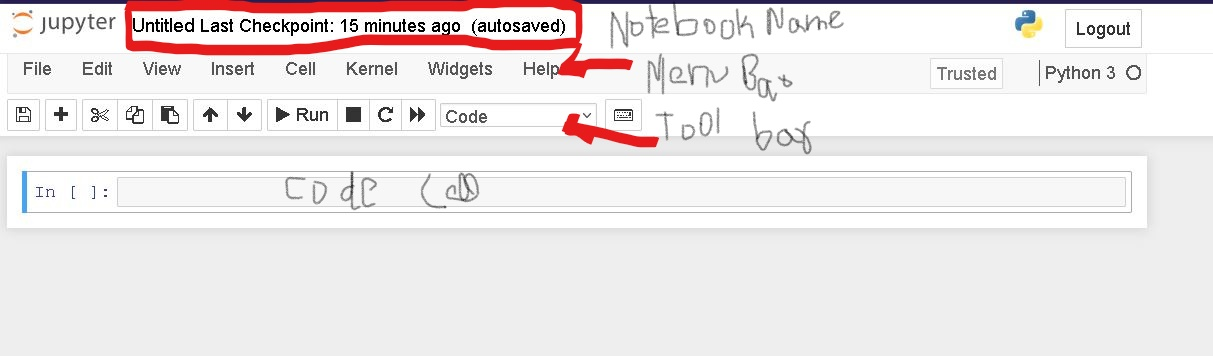 jupyter Untitled Last Checkpoint: 15 minutes ago (autosaved) Notebook Name Logout
File Edit View Insert Cell Kernel Widgets Help Menu Bar Trusted Python 3
Run Code Tool bar
In [ ]: Code Cell